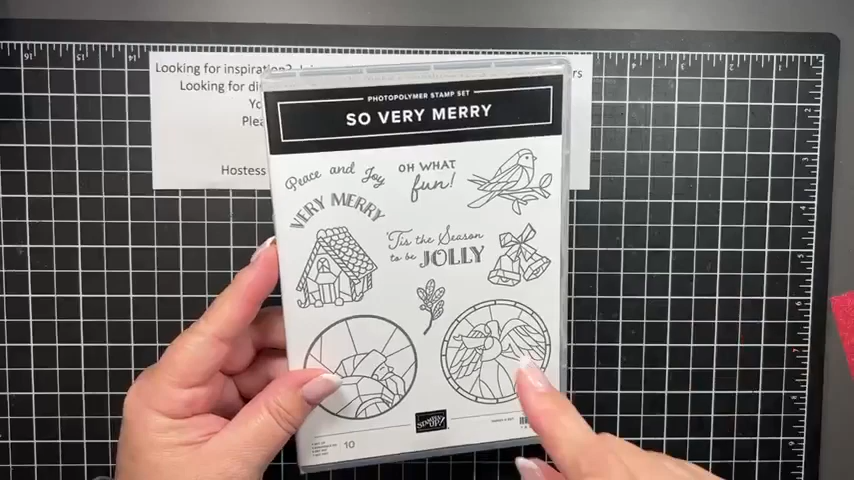 Looking for inspiration?
Looking for di
Yo
Plea
Hostess
PHOTOPOLYMER STAMP SET
SO VERY MERRY
Peace and Joy
OH WHAT
fun!
VERY MERRY
'Tis the Season
to be JOLLY
STAMPIN' UP!
10